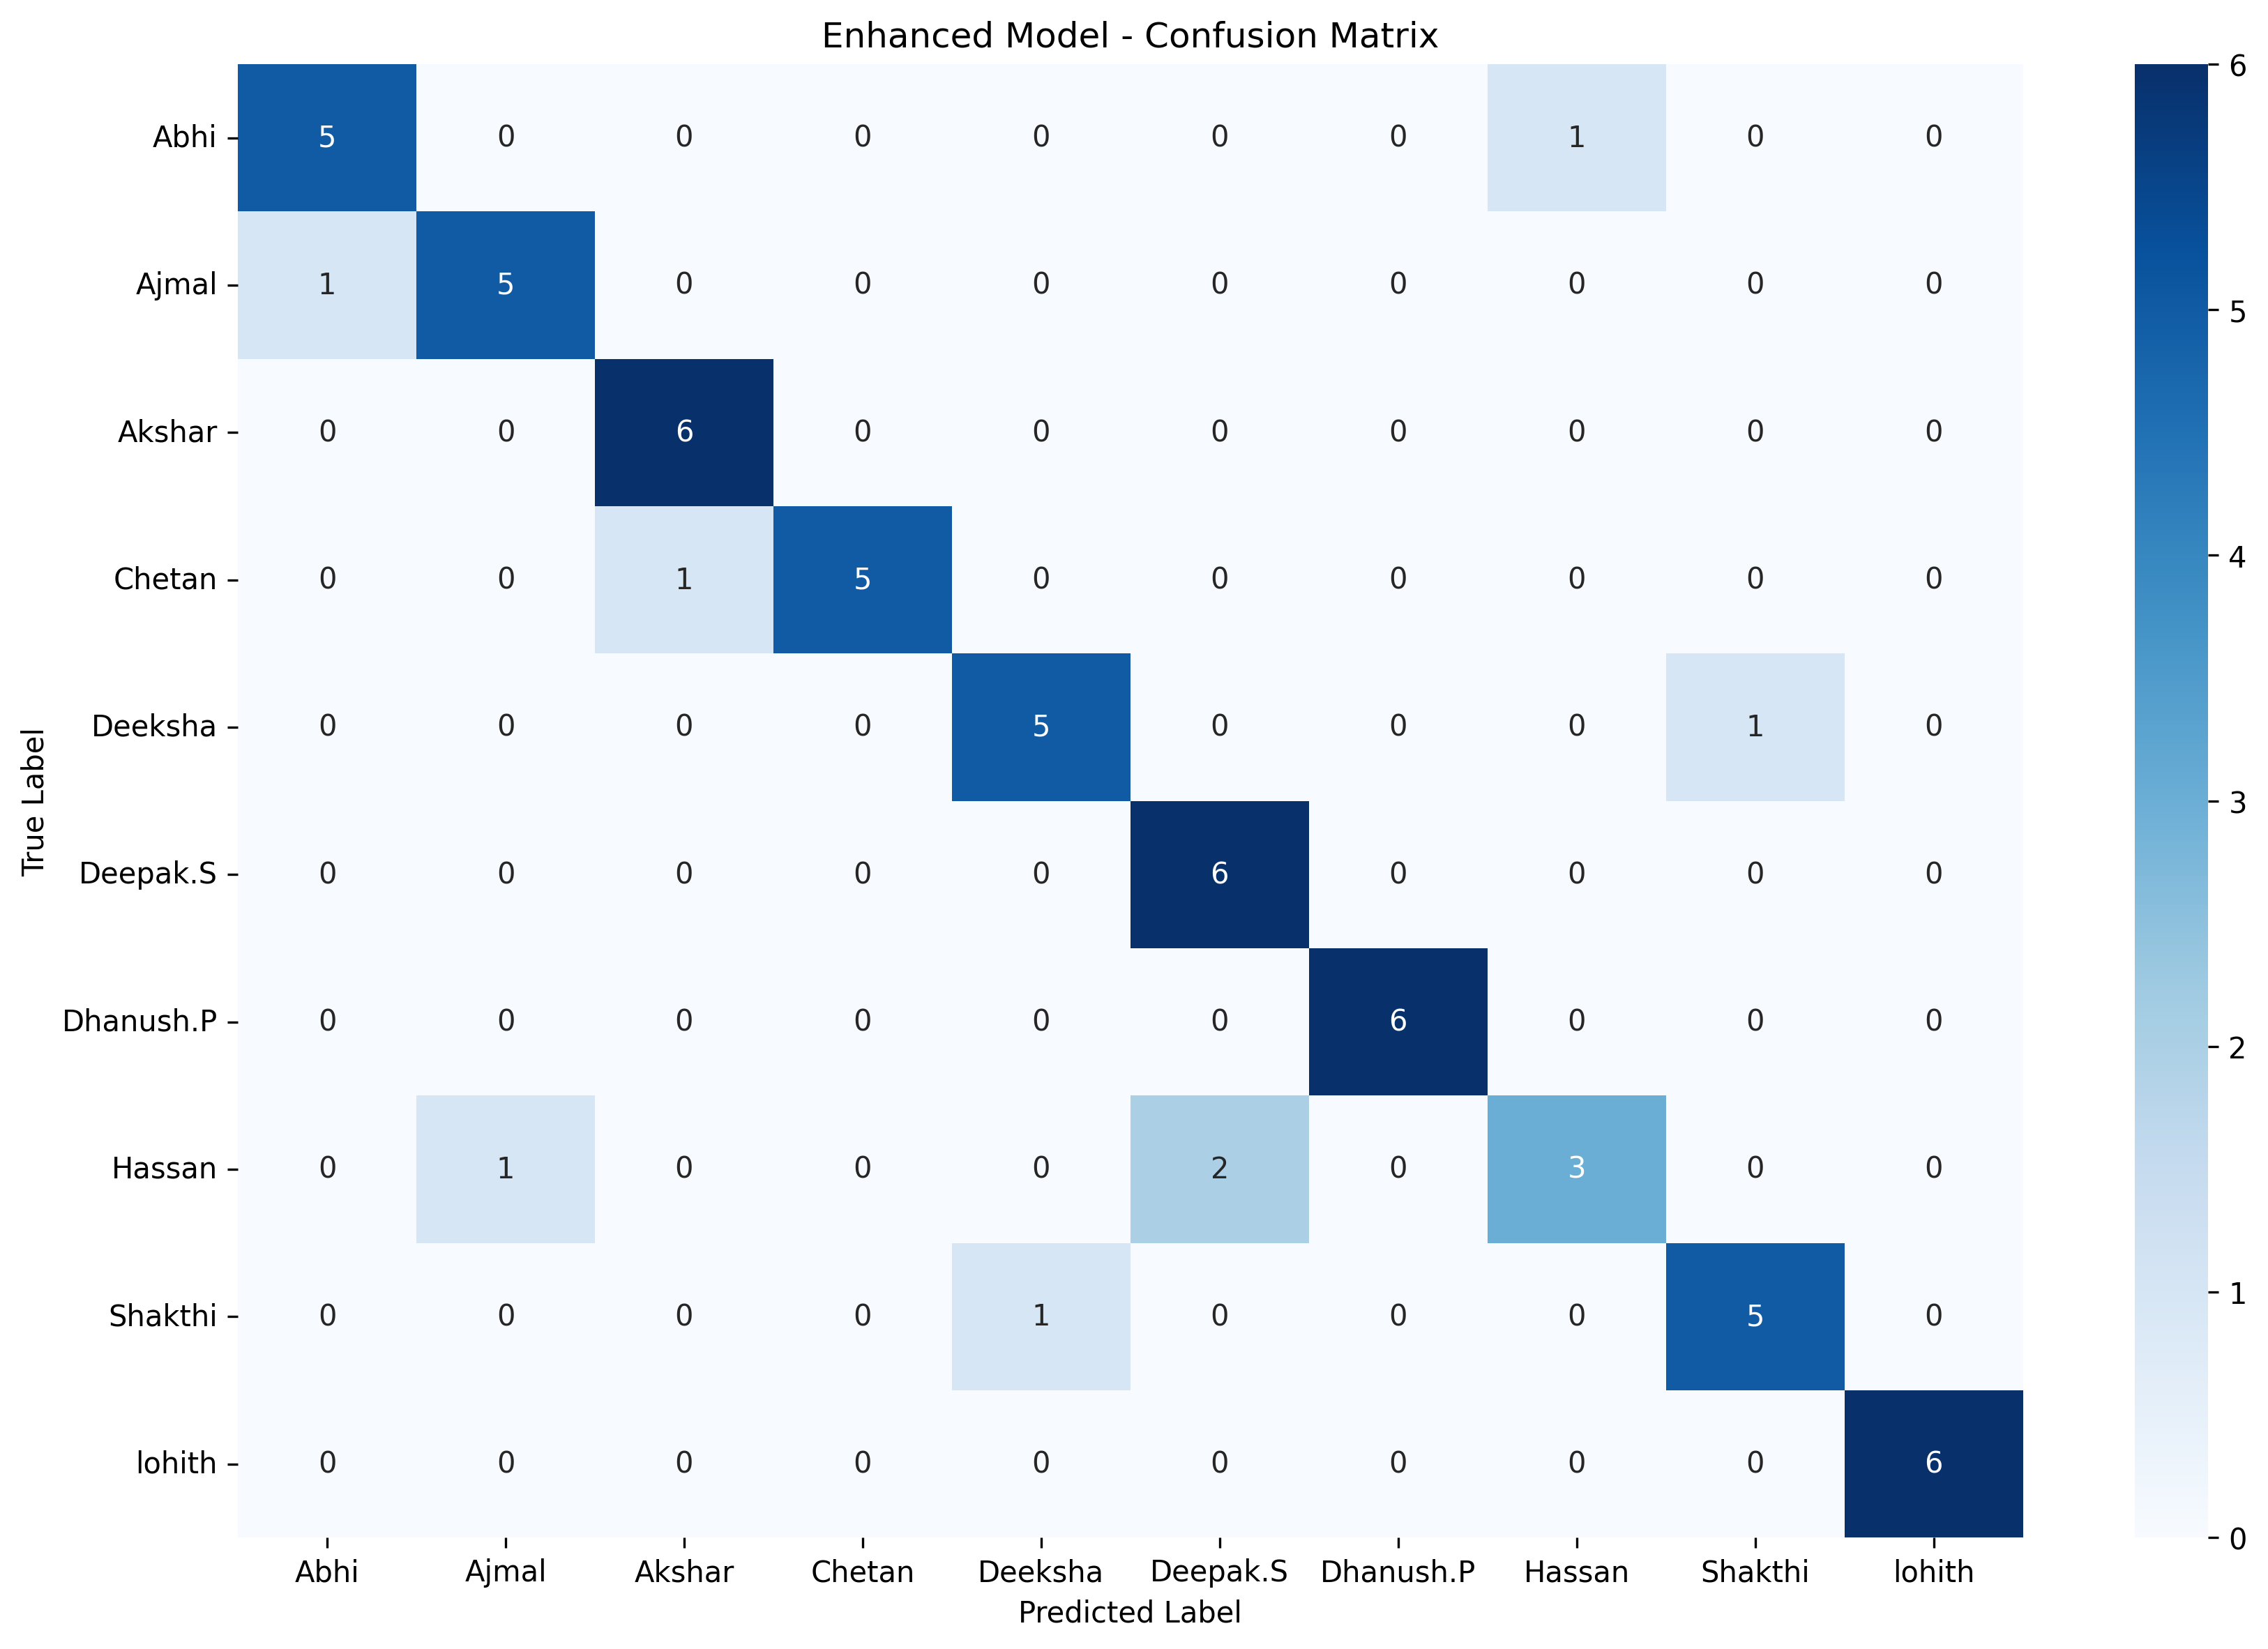 Enhanced Model - Confusion Matrix
Abhi 5 0 0 0 0 0 0 1 0 0
Ajmal 1 5 0 0 0 0 0 0 0 0
Akshar 0 0 6 0 0 0 0 0 0 0
Chetan 0 0 1 5 0 0 0 0 0 0
Deeksha 0 0 0 0 5 0 0 0 1 0
Deepak.S 0 0 0 0 0 6 0 0 0 0
Dhanush.P 0 0 0 0 0 0 6 0 0 0
Hassan 0 1 0 0 0 2 0 3 0 0
Shakthi 0 0 0 0 1 0 0 0 5 0
lohith 0 0 0 0 0 0 0 0 0 6
Abhi Ajmal Akshar Chetan Deeksha Deepak.S Dhanush.P Hassan Shakthi lohith
Predicted Label
True Label
6
5
4
3
2
1
0